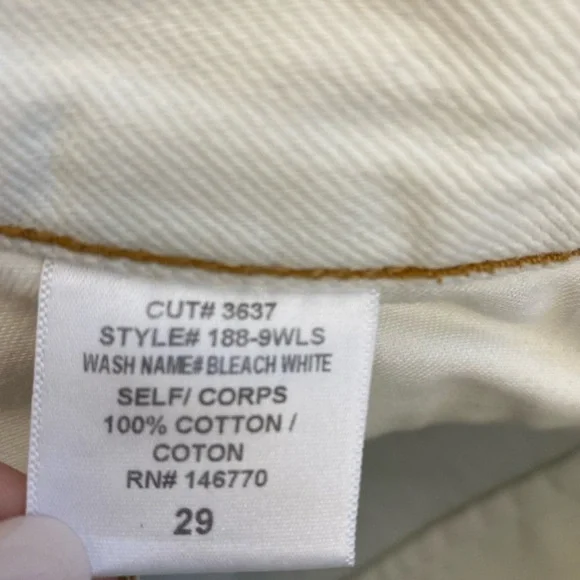 CUT# 3637
STYLE# 188-9WLS
WASH NAME# BLEACH WHITE
SELF/ CORPS
100% COTTON /
COTON
RN# 146770
29